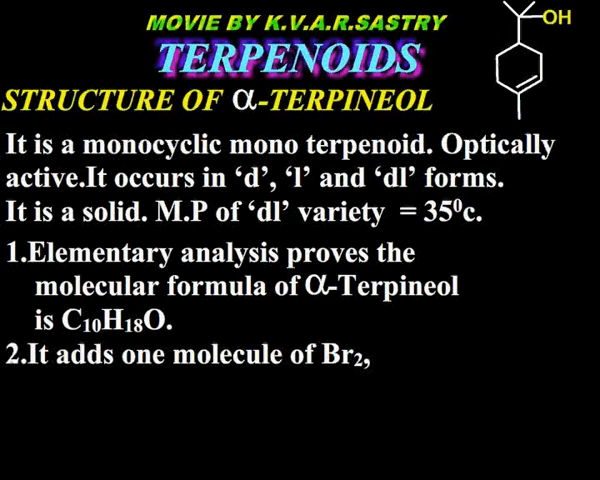 MOVIE BY K.V.A.R.SASTRY
OH
TERPENOIDS
STRUCTURE OF α-TERPINEOL
It is a monocyclic mono terpenoid. Optically
active.It occurs in ‘d’, ‘l’ and ‘dl’ forms.
It is a solid. M.P of ‘dl’ variety = 35⁰c.
1.Elementary analysis proves the
molecular formula of α-Terpineol
is C₁₀H₁₈O.
2.It adds one molecule of Br₂,